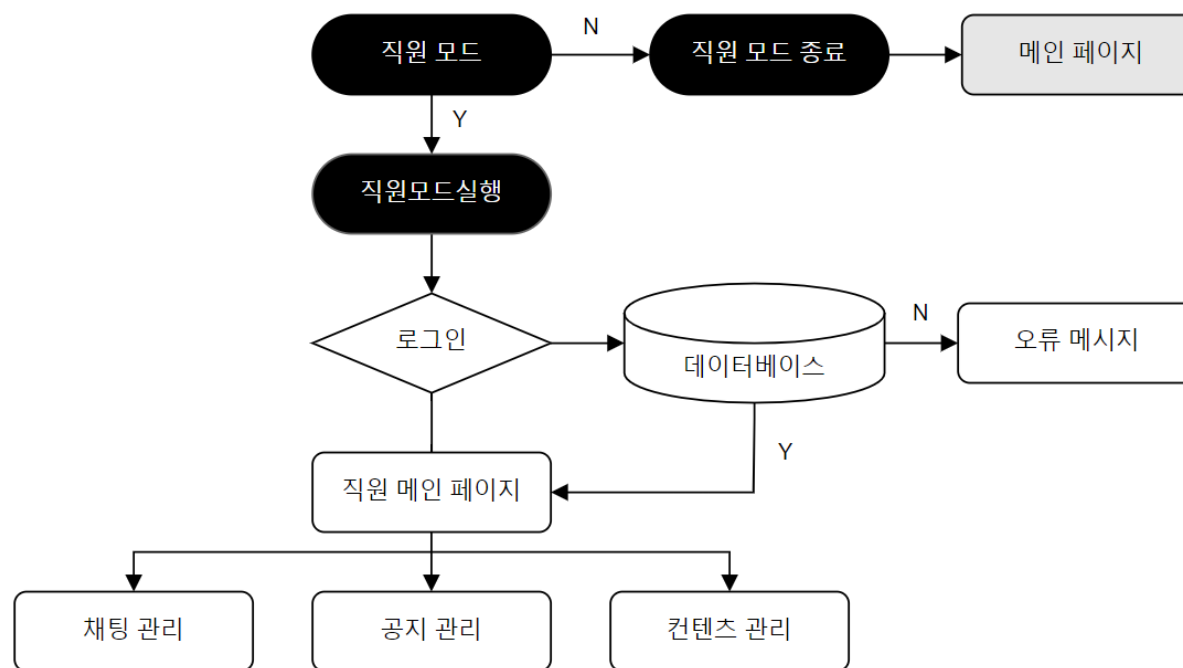 직원 모드
N
직원 모드 종료
메인 페이지
Y
직원모드실행
로그인
데이터베이스
N
오류 메시지
Y
직원 메인 페이지
채팅 관리
공지 관리
컨텐츠 관리